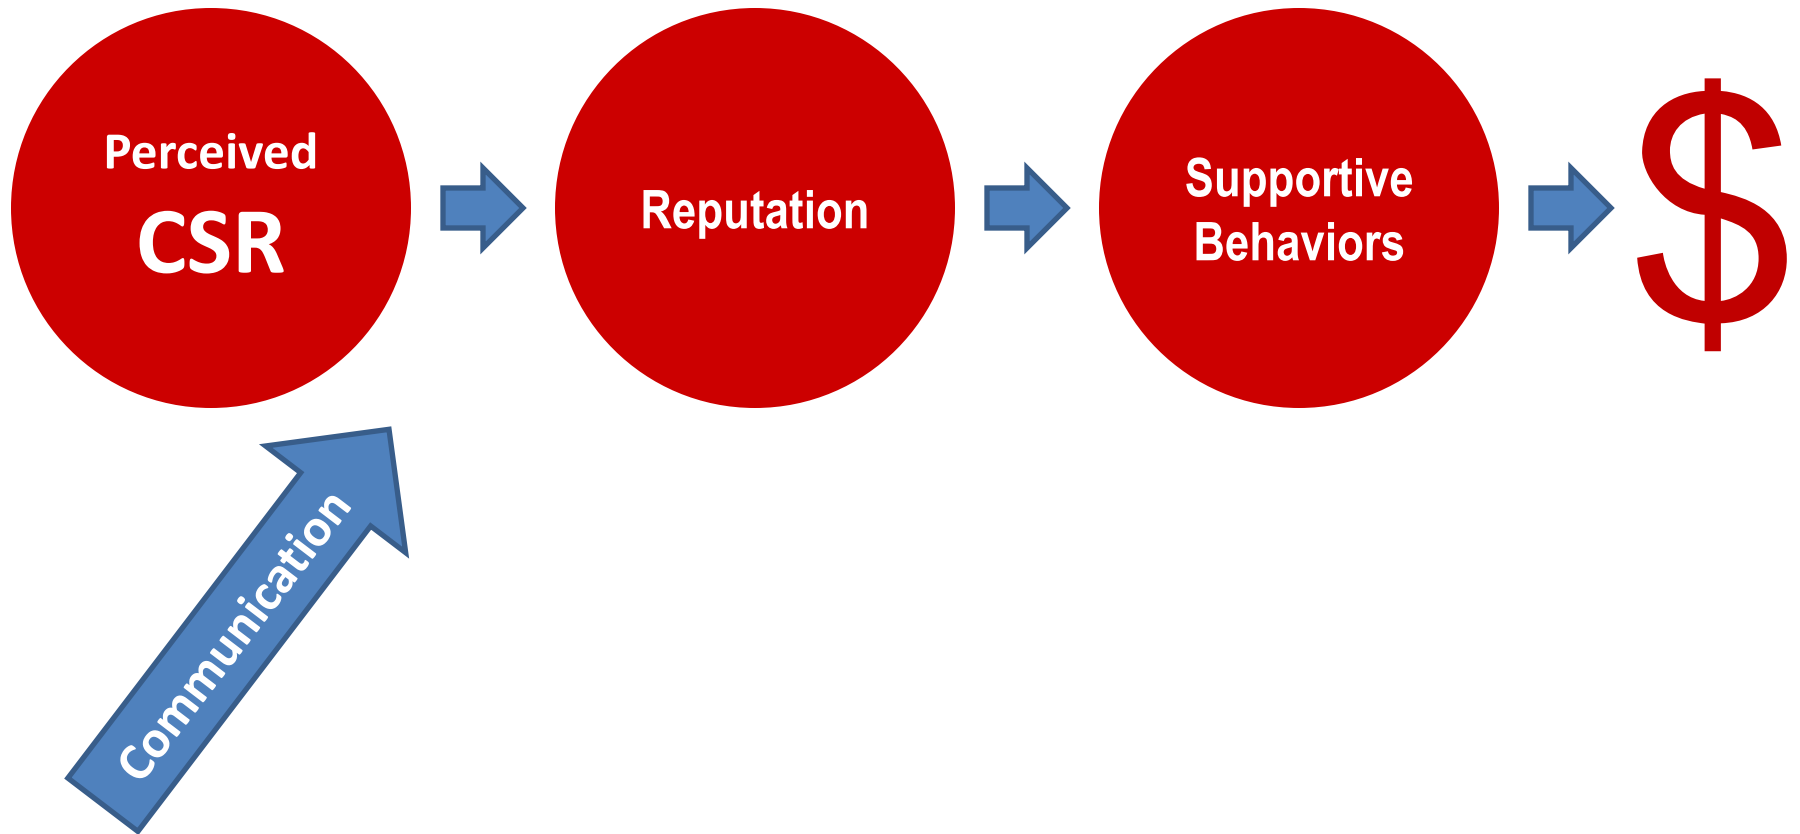 Perceived
CSR
Reputation
Supportive
Behaviors
$
Communication